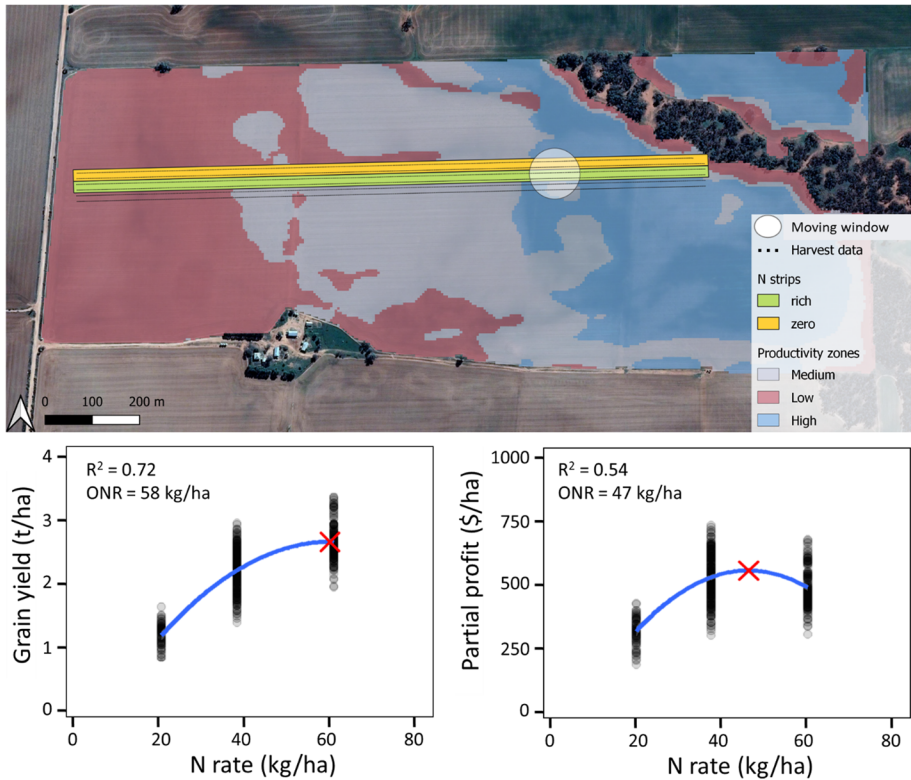 Moving window
Harvest data
N strips
rich
zero
Productivity zones
Medium
Low
High
0 100 200 m
R² = 0.72
ONR = 58 kg/ha
Grain yield (t/ha)
4
3
2
1
0
0 20 40 60 80
N rate (kg/ha)
R² = 0.54
ONR = 47 kg/ha
Partial profit ($/ha)
1000
750
500
250
0
0 20 40 60 80
N rate (kg/ha)